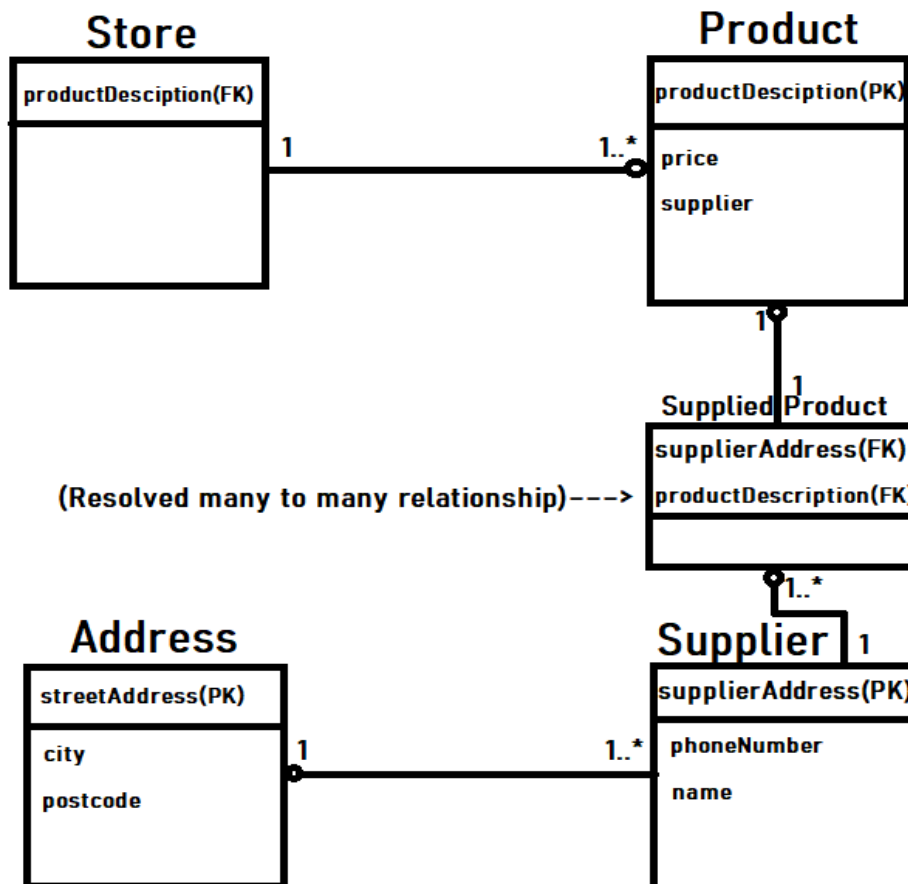 Store
productDesciption(FK)
1
1..*
Product
productDesciption(PK)
price
supplier
1
1
Supplied Product
supplierAddress(FK)
productDescription(FK)
(Resolved many to many relationship)--->
1..*
1
Address
streetAddress(PK)
city
postcode
1
1..*
Supplier
supplierAddress(PK)
phoneNumber
name